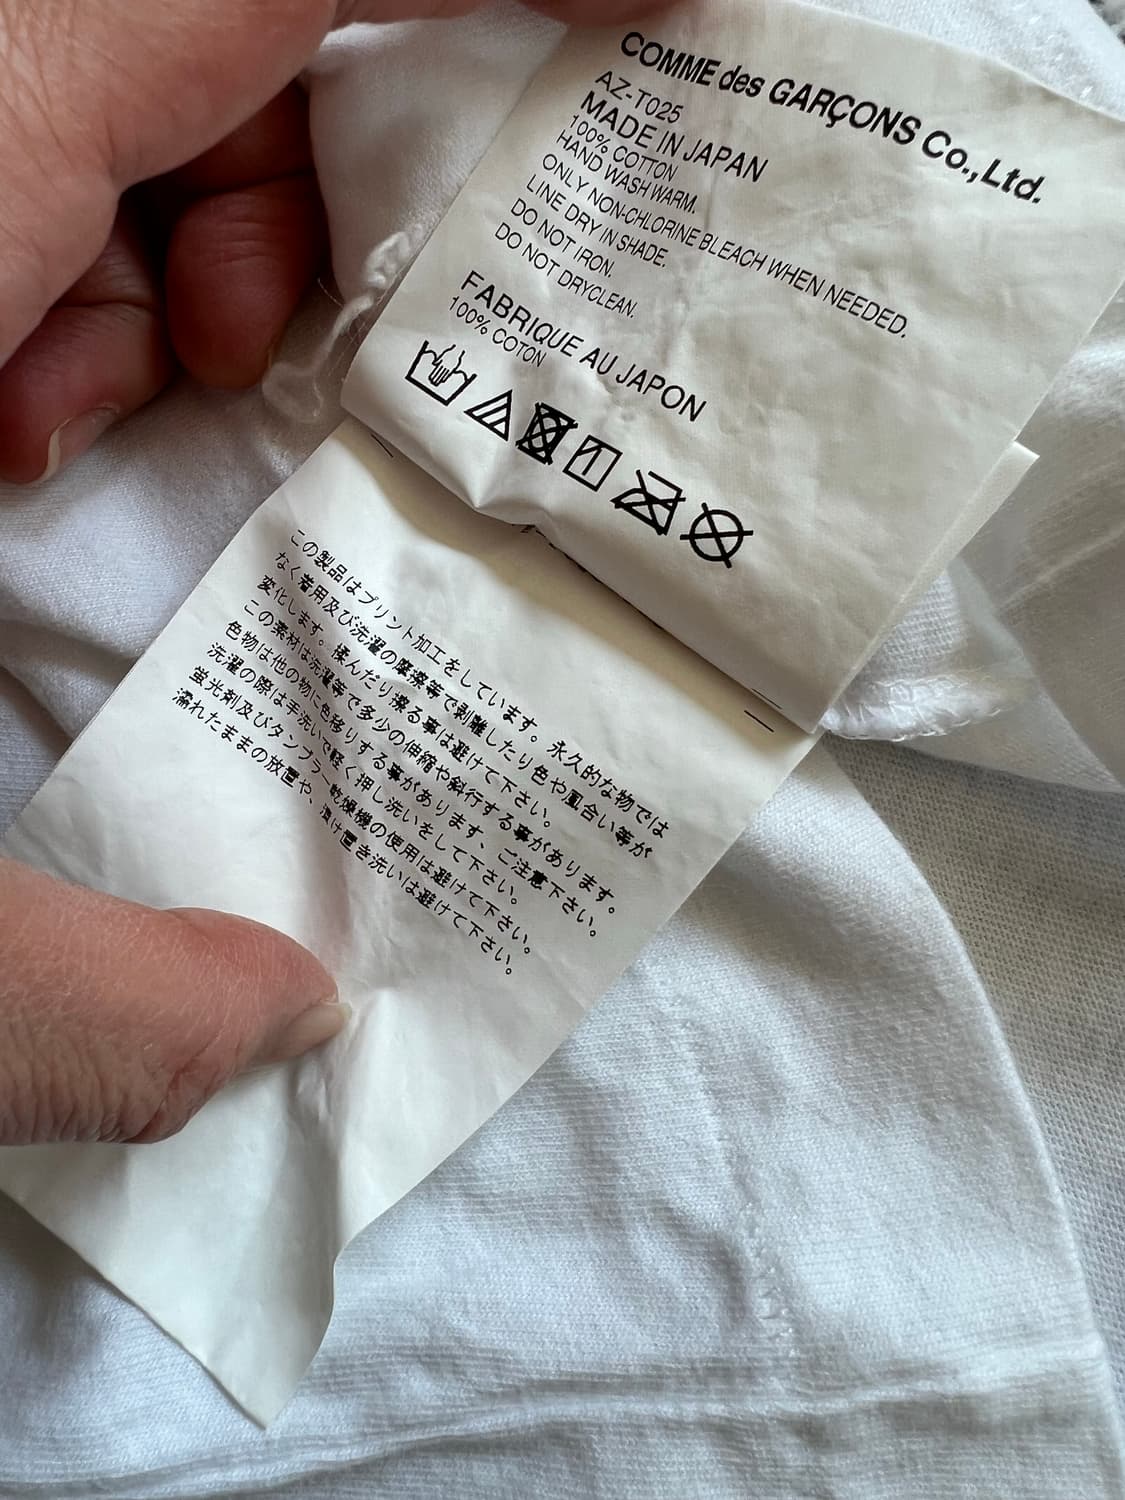 COMME des GARÇONS Co.,Ltd.
AZ-T025
MADE IN JAPAN
100% COTTON
HAND WASH WARM.
ONLY NON-CHLORINE BLEACH WHEN NEEDED.
LINE DRY IN SHADE.
DO NOT IRON.
DO NOT DRYCLEAN.
FABRIQUE AU JAPON
100% COTON
この製品はプリント加工をしています。永久的な物では
なく着用及び洗濯の摩擦等で剥離したり色や風合い等が
変化します。揉んだり擦る事は避けて下さい。
この素材は洗濯等で多少の伸縮や斜行する事があります。
色物は他の物に色移りする事があります、ご注意下さい。
洗濯の際は手洗いで軽く押し洗いをして下さい。
蛍光剤及びタンブラー乾燥機の使用は避けて下さい。
濡れたままの放置や、漬け置き洗いは避けて下さい。